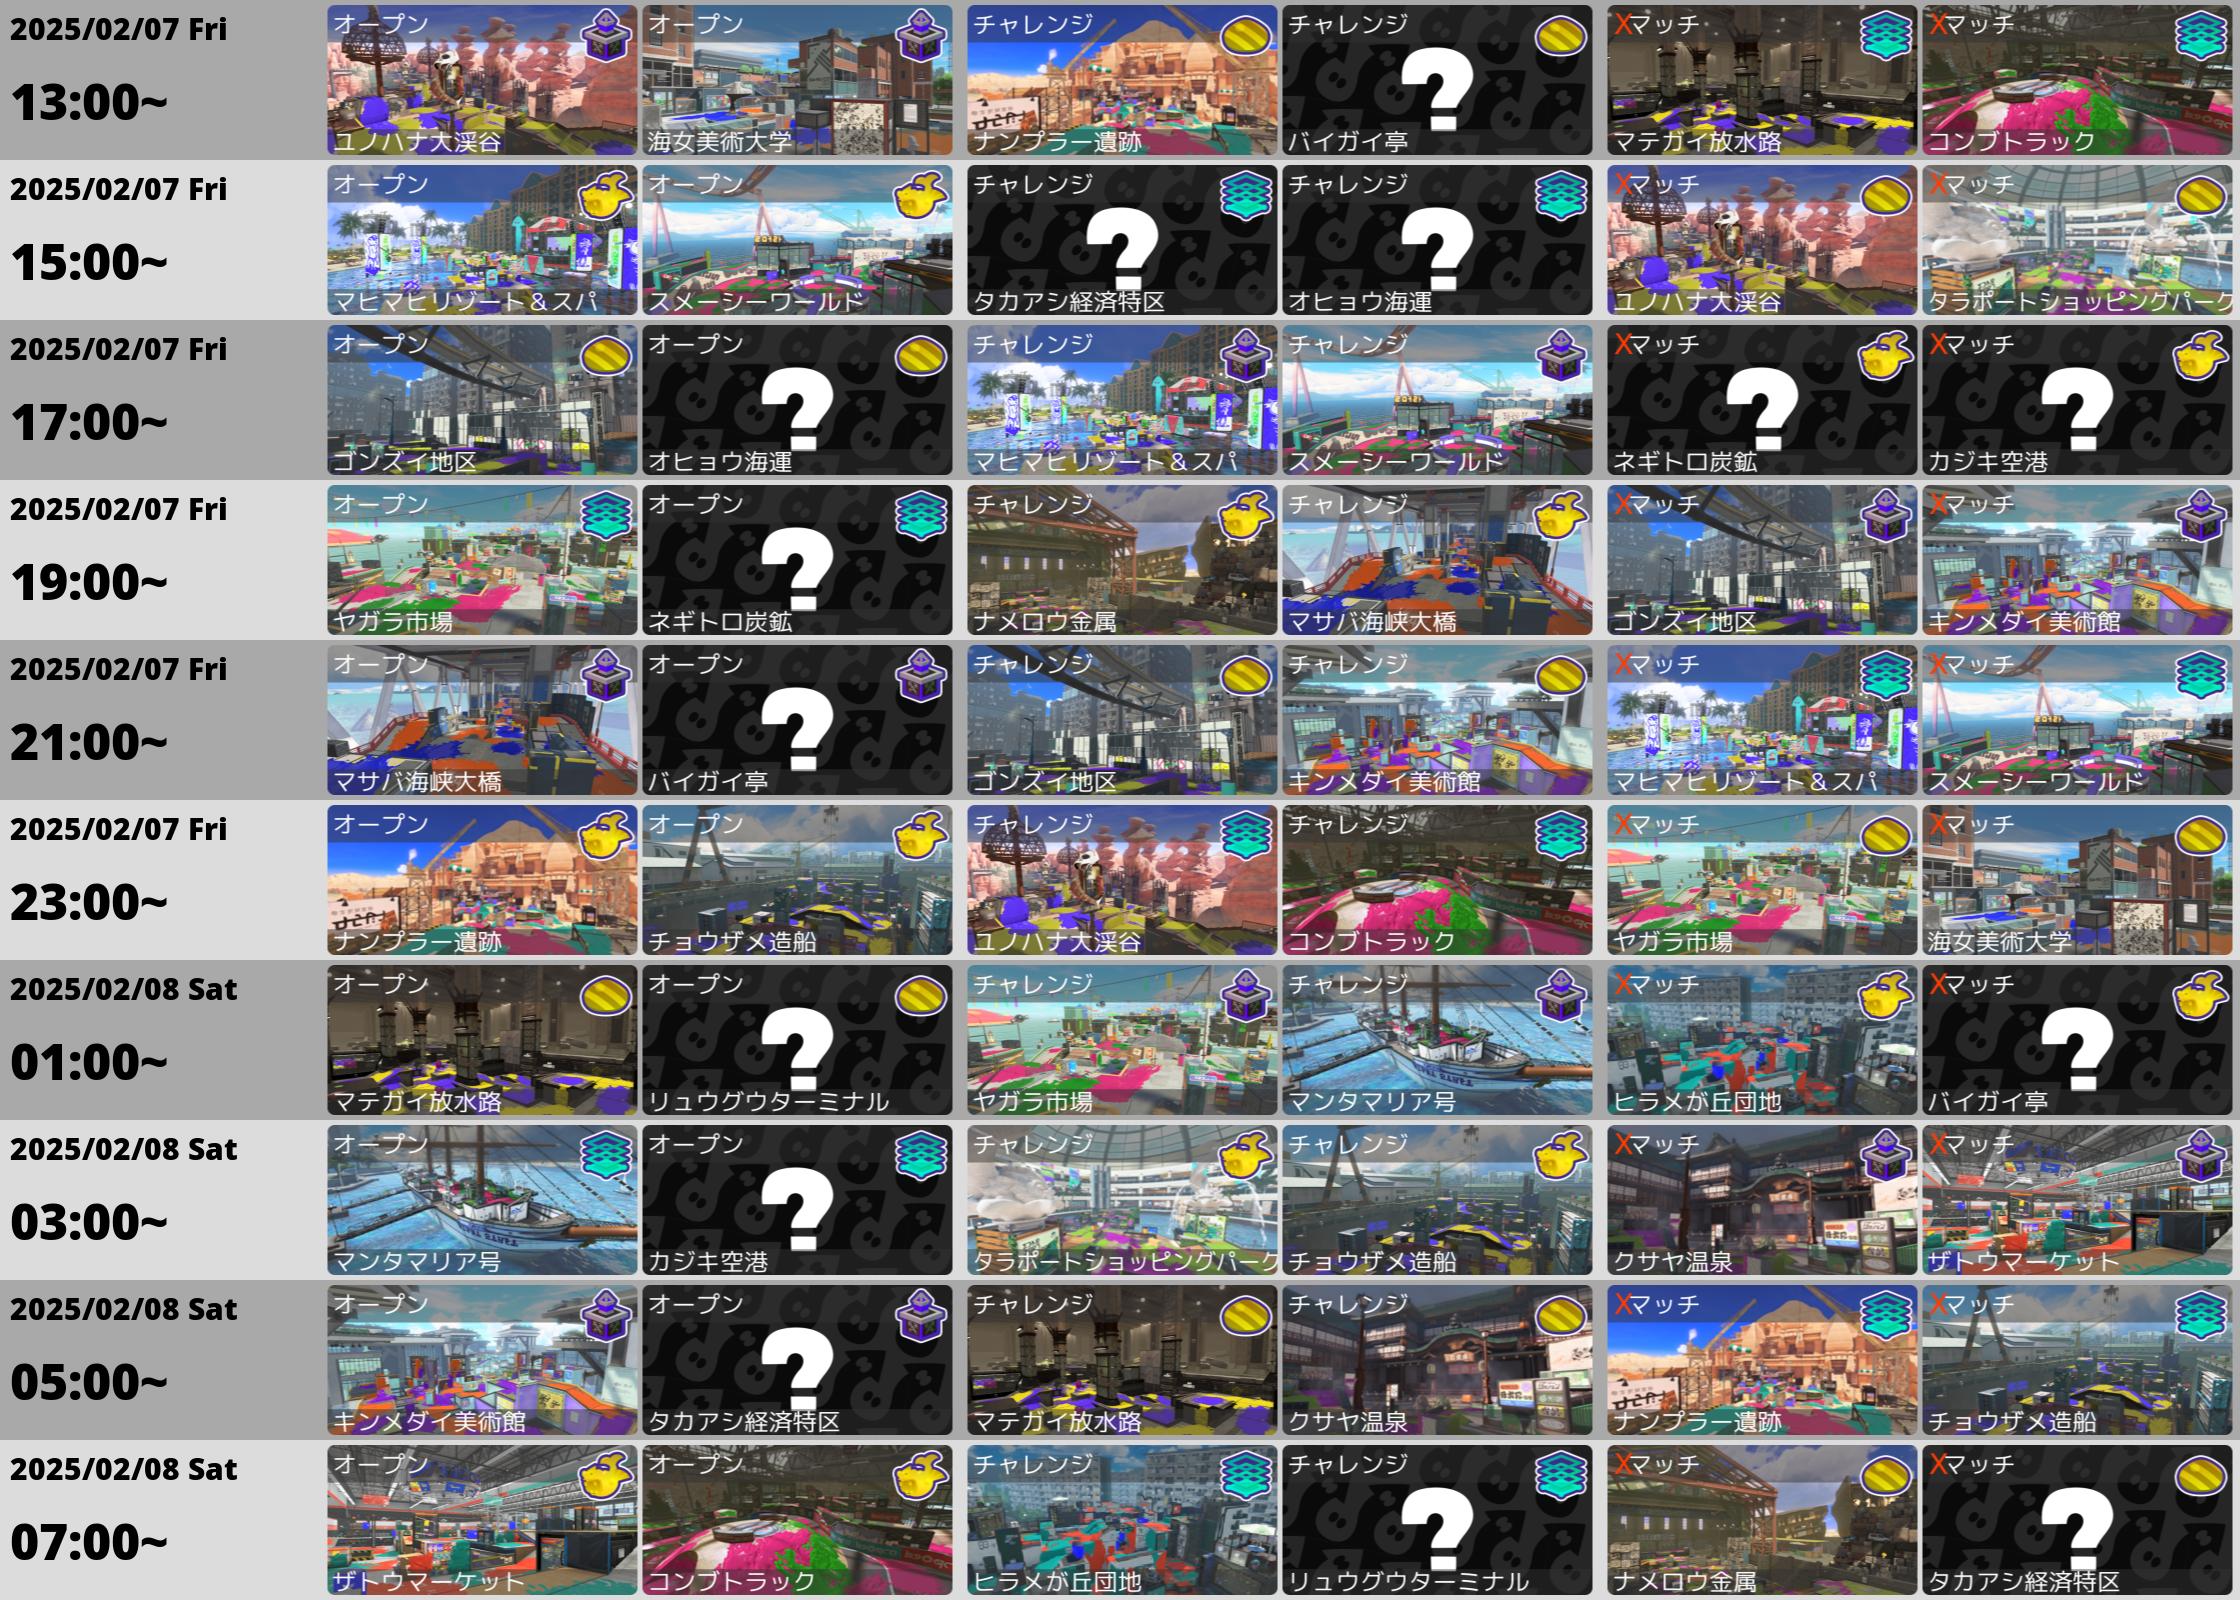 2025/02/07 Fri
13:00~
オープン
ユノハナ大渓谷
オープン
海女美術大学
チャレンジ
ナンプラー遺跡
チャレンジ
?
バイガイ亭
Xマッチ
マテガイ放水路
Xマッチ
コンブトラック
2025/02/07 Fri
15:00~
オープン
マヒマヒリゾート&スパ
オープン
スメーシーワールド
チャレンジ
?
タカアシ経済特区
チャレンジ
?
オヒョウ海運
Xマッチ
ユノハナ大渓谷
Xマッチ
タラポートショッピングパーク
2025/02/07 Fri
17:00~
オープン
ゴンズイ地区
オープン
?
オヒョウ海運
チャレンジ
マヒマヒリゾート&スパ
チャレンジ
スメーシーワールド
Xマッチ
?
ネギトロ炭鉱
Xマッチ
?
カジキ空港
2025/02/07 Fri
19:00~
オープン
ヤガラ市場
オープン
?
ネギトロ炭鉱
チャレンジ
ナメロウ金属
チャレンジ
マサバ海峡大橋
Xマッチ
ゴンズイ地区
Xマッチ
キンメダイ美術館
2025/02/07 Fri
21:00~
オープン
マサバ海峡大橋
オープン
?
バイガイ亭
チャレンジ
ゴンズイ地区
チャレンジ
キンメダイ美術館
Xマッチ
マヒマヒリゾート&スパ
Xマッチ
スメーシーワールド
2025/02/07 Fri
23:00~
オープン
ナンプラー遺跡
オープン
チョウザメ造船
チャレンジ
ユノハナ大渓谷
チャレンジ
コンブトラック
Xマッチ
ヤガラ市場
Xマッチ
海女美術大学
2025/02/08 Sat
01:00~
オープン
マテガイ放水路
オープン
?
リュウグウターミナル
チャレンジ
ヤガラ市場
チャレンジ
マンタマリア号
Xマッチ
ヒラメが丘団地
Xマッチ
?
バイガイ亭
2025/02/08 Sat
03:00~
オープン
マンタマリア号
オープン
?
カジキ空港
チャレンジ
タラポートショッピングパーク
チャレンジ
チョウザメ造船
Xマッチ
クサヤ温泉
Xマッチ
ザトウマーケット
2025/02/08 Sat
05:00~
オープン
キンメダイ美術館
オープン
?
タカアシ経済特区
チャレンジ
マテガイ放水路
チャレンジ
クサヤ温泉
Xマッチ
ナンプラー遺跡
Xマッチ
チョウザメ造船
2025/02/08 Sat
07:00~
オープン
ザトウマーケット
オープン
コンブトラック
チャレンジ
ヒラメが丘団地
チャレンジ
?
リュウグウターミナル
Xマッチ
ナメロウ金属
Xマッチ
?
タカアシ経済特区